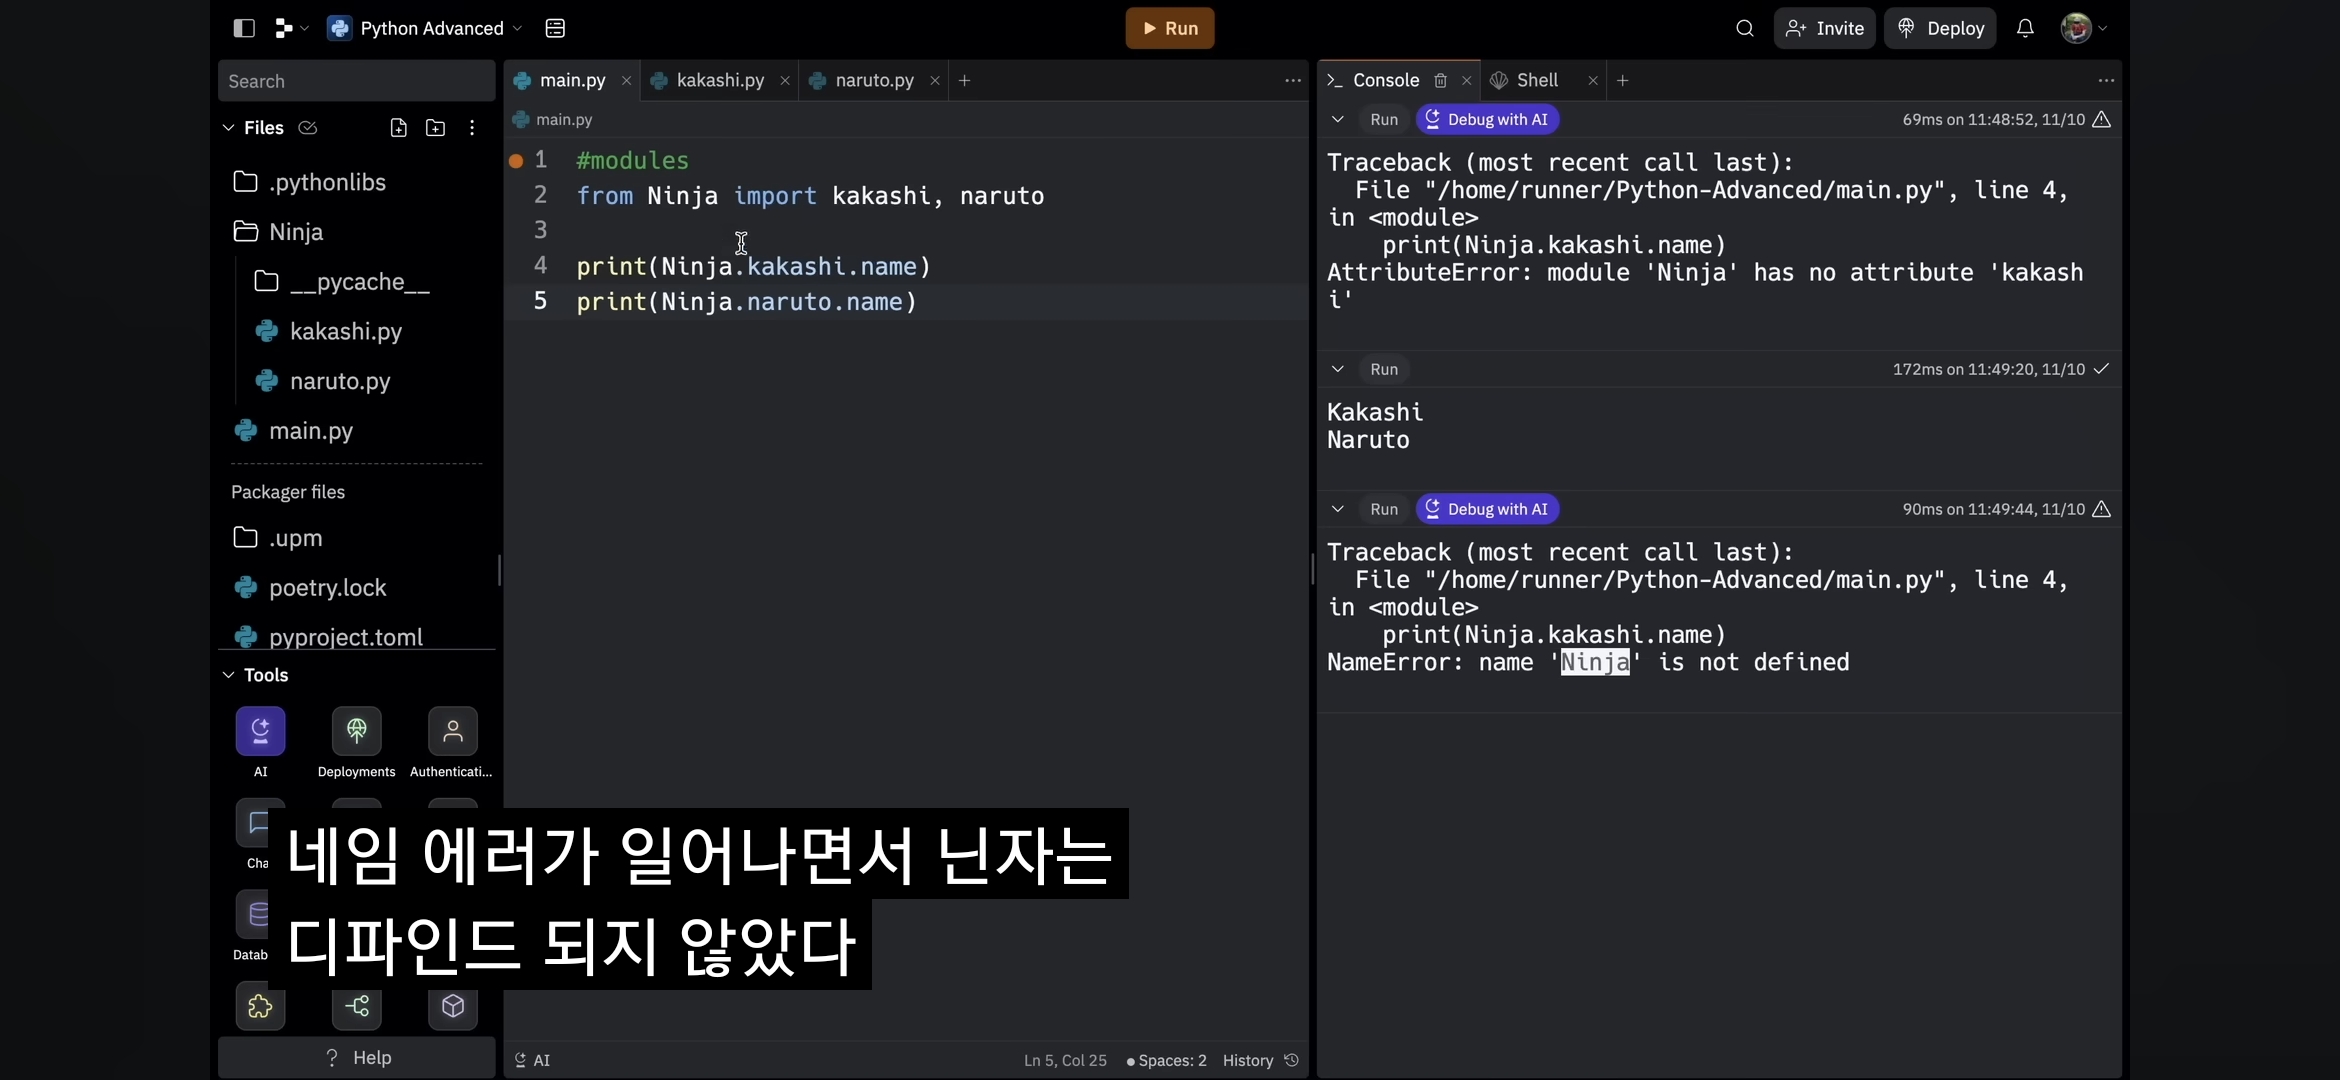 Python Advanced
Run
Invite
Deploy
Search
Files
.pythonlibs
Ninja
__pycache__
kakashi.py
naruto.py
main.py
Packager files
.upm
poetry.lock
pyproject.toml
Tools
AI
Deployments
Authenticati...
Cha
Datab
Help
main.py
kakashi.py
naruto.py
main.py
1 #modules
2 from Ninja import kakashi, naruto
3
4 print(Ninja.kakashi.name)
5 print(Ninja.naruto.name)
AI
Ln 5, Col 25
Spaces: 2
History
Console
Shell
Run
Debug with AI
69ms on 11:48:52, 11/10
Traceback (most recent call last):
File "/home/runner/Python-Advanced/main.py", line 4,
in <module>
print(Ninja.kakashi.name)
AttributeError: module 'Ninja' has no attribute 'kakash
i'
Run
172ms on 11:49:20, 11/10
Kakashi
Naruto
Run
Debug with AI
90ms on 11:49:44, 11/10
Traceback (most recent call last):
File "/home/runner/Python-Advanced/main.py", line 4,
in <module>
print(Ninja.kakashi.name)
NameError: name 'Ninja' is not defined
네임 에러가 일어나면서 닌자는
디파인드 되지 않았다